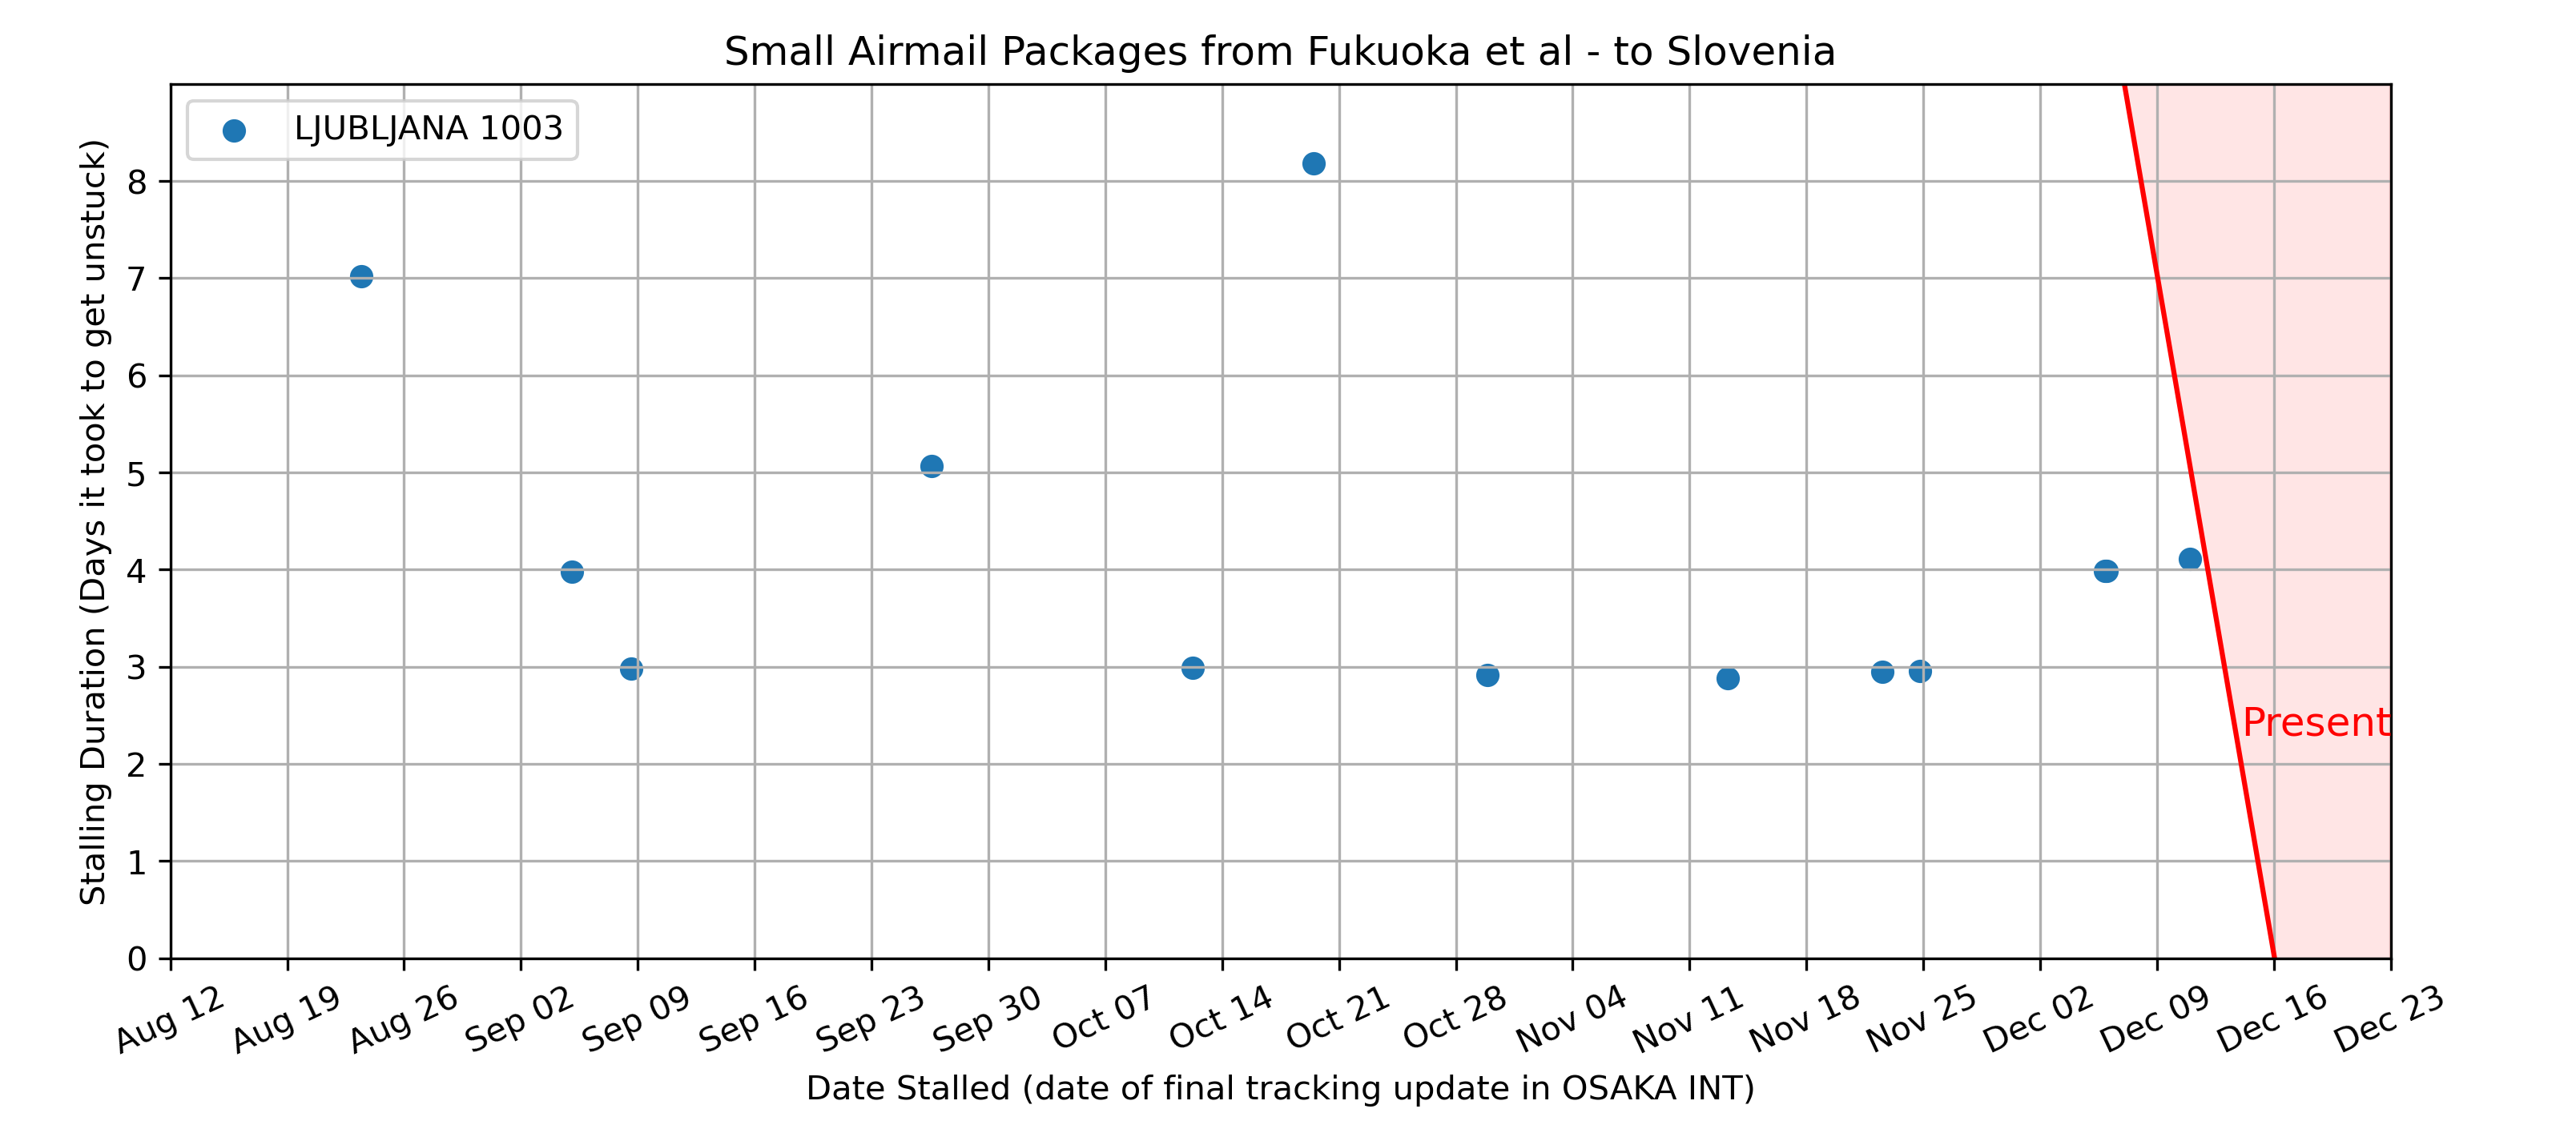 Small Airmail Packages from Fukuoka et al - to Slovenia
LJUBLJANA 1003
Stalling Duration (Days it took to get unstuck)
8
7
6
5
4
3
2
1
0
Present
Aug 12
Aug 19
Aug 26
Sep 02
Sep 09
Sep 16
Sep 23
Sep 30
Oct 07
Oct 14
Oct 21
Oct 28
Nov 04
Nov 11
Nov 18
Nov 25
Dec 02
Dec 09
Dec 16
Dec 23
Date Stalled (date of final tracking update in OSAKA INT)